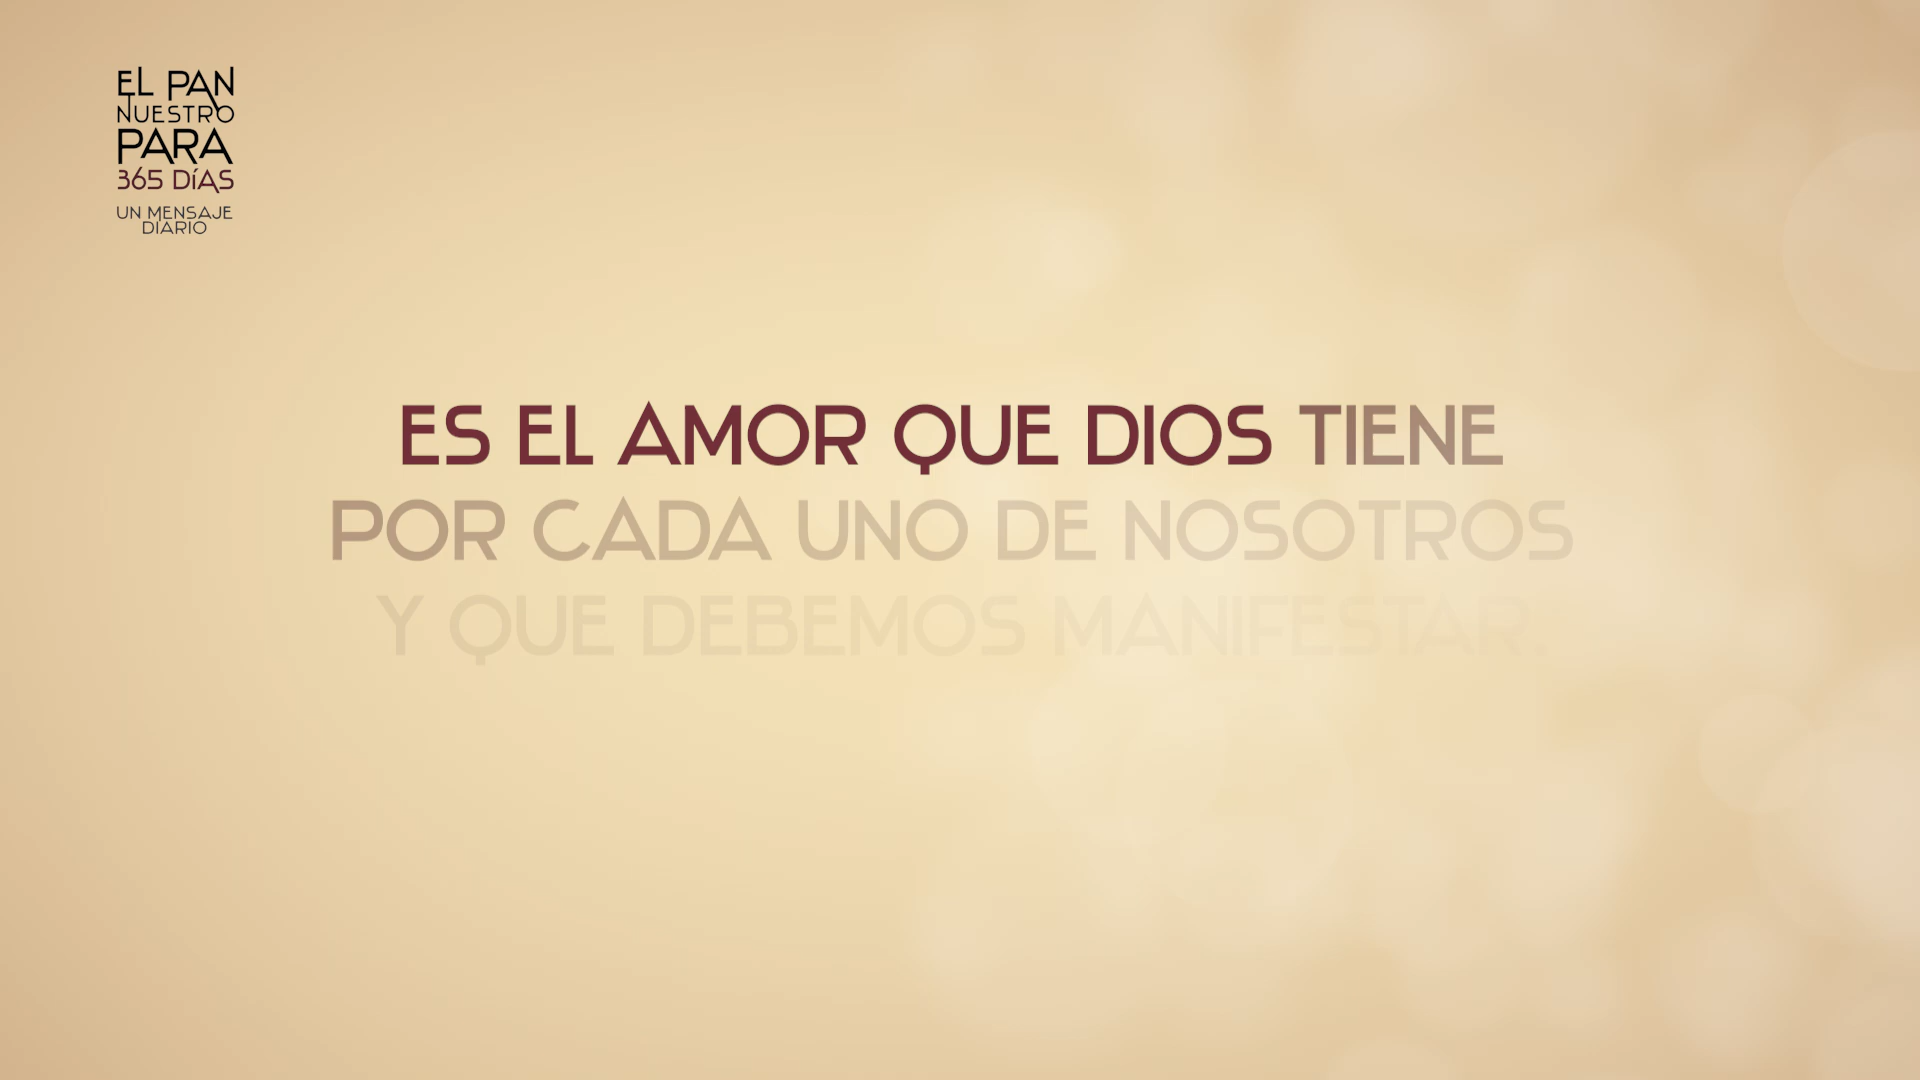 EL PAN
NUESTRO
PARA
365 DÍAS
UN MENSAJE
DIARIO
ES EL AMOR QUE DIOS TIENE
POR CADA UNO DE NOSOTROS
Y QUE DEBEMOS MANIFESTAR.